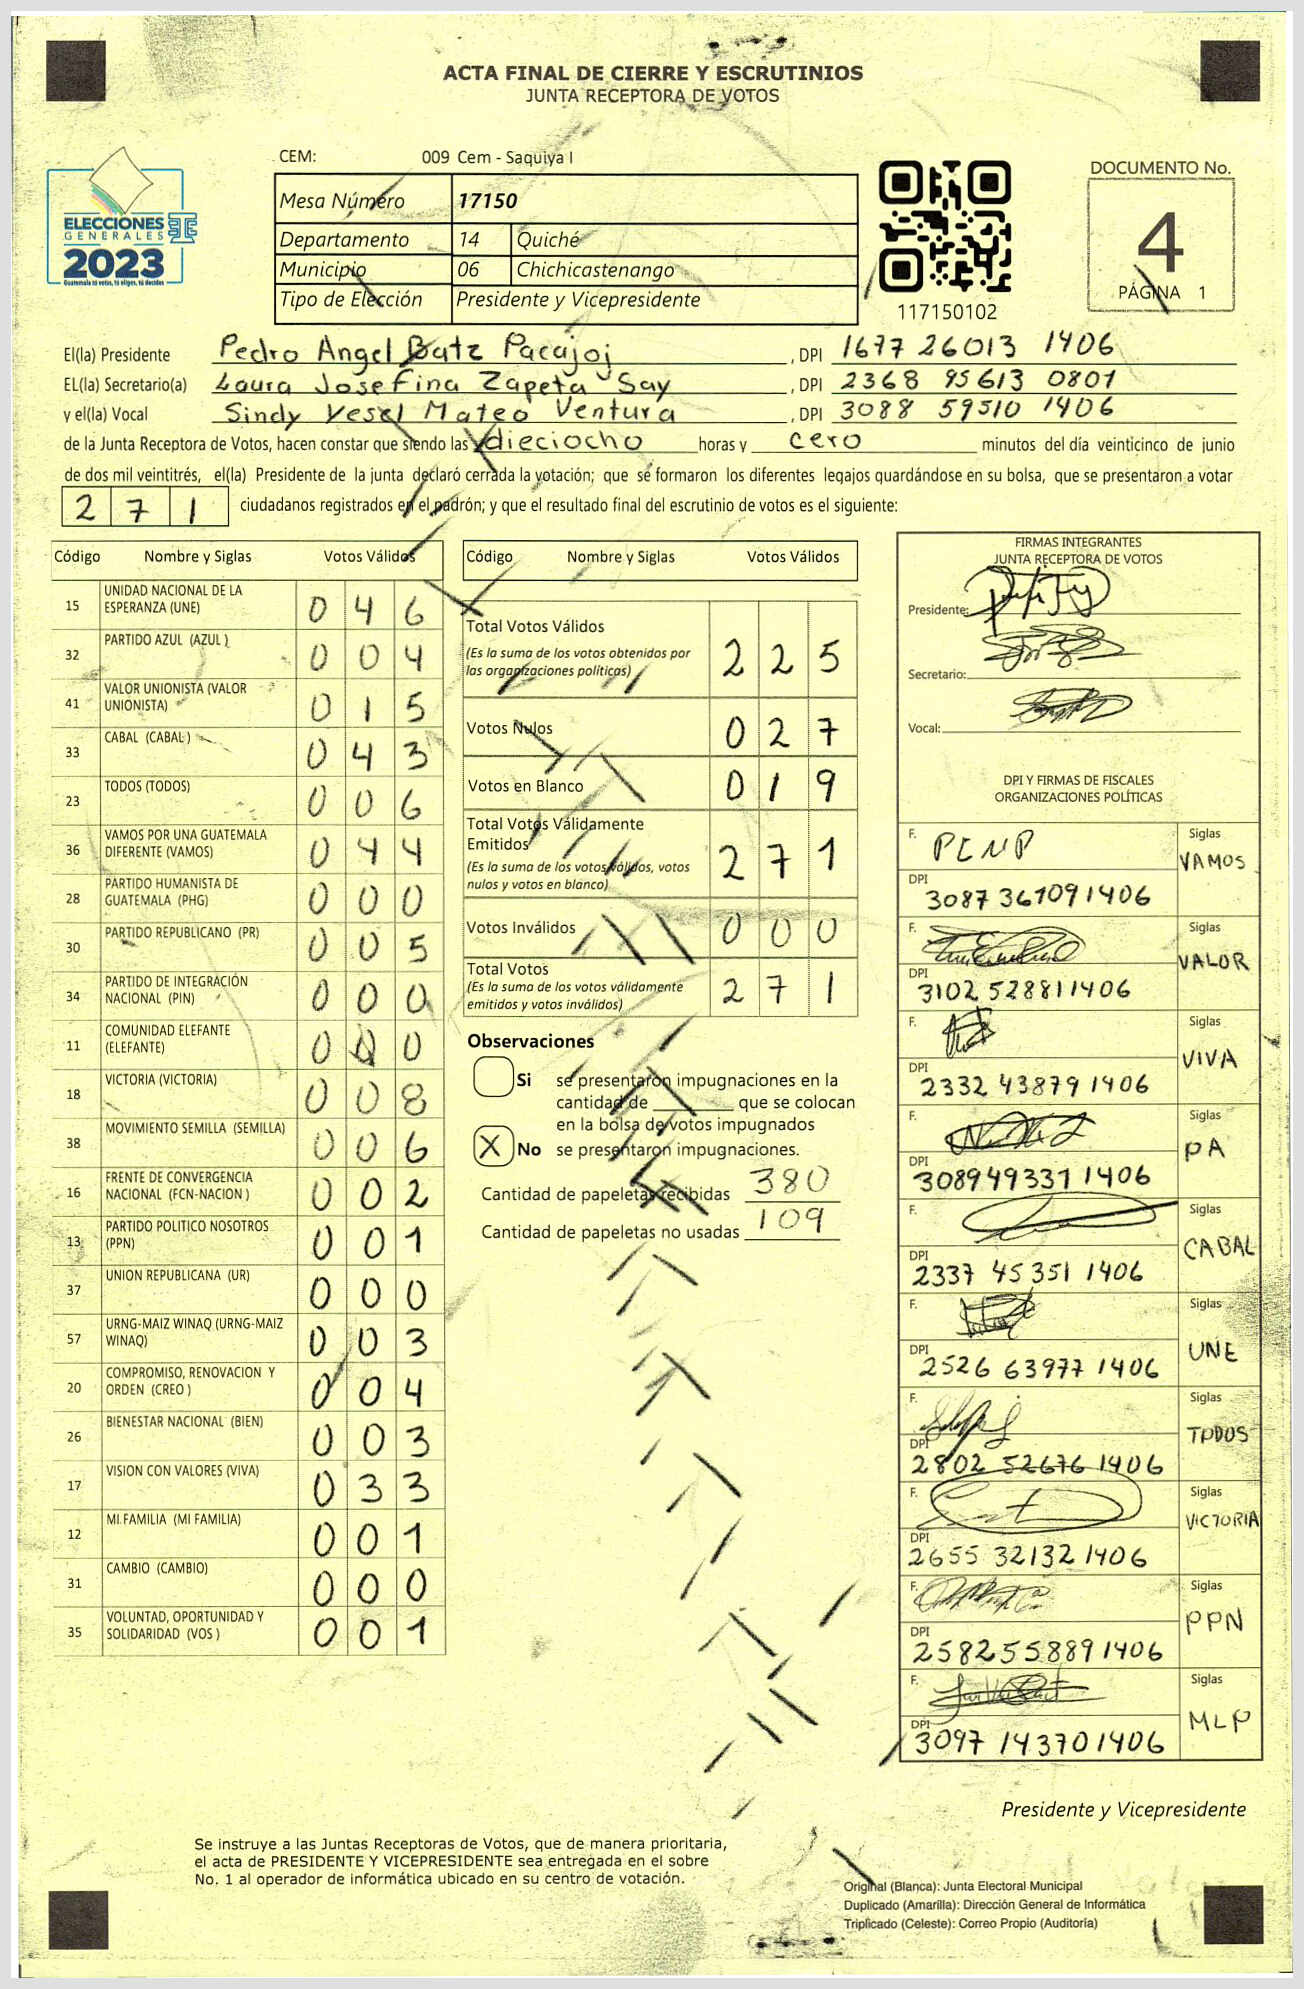 ACTA FINAL DE CIERRE Y ESCRUTINIOS
JUNTA RECEPTORA DE VOTOS
CEM: 009 Cem - Saquiya I
ELECCIONES
GENERALES
2023
Guatemala tú votas, tú eliges, tú decides
Mesa Número 17150
Departamento 14 Quiché
Municipio 06 Chichicastenango
Tipo de Elección Presidente y Vicepresidente
117150102
DOCUMENTO No.
4
PÁGINA 1
El(la) Presidente Pedro Angel Batz Pacajoj, DPI 1677 26013 1406
EL(la) Secretario(a) Laura Josefina Zapeta Say, DPI 2368 95613 0801
y el(la) Vocal Sindy Yesel Mateo Ventura, DPI 3088 59510 1406
de la Junta Receptora de Votos, hacen constar que siendo las dieciocho horas y cero minutos del día veinticinco de junio
de dos mil veintitrés, el(la) Presidente de la junta declaró cerrada la votación; que se formaron los diferentes legajos guardándose en su bolsa, que se presentaron a votar
2 7 1 ciudadanos registrados en el padrón; y que el resultado final del escrutinio de votos es el siguiente:
Código Nombre y Siglas Votos Válidos
15 UNIDAD NACIONAL DE LA ESPERANZA (UNE) 0 4 6
32 PARTIDO AZUL (AZUL ) 0 0 4
41 VALOR UNIONISTA (VALOR UNIONISTA) 0 1 5
33 CABAL (CABAL ) 0 4 3
23 TODOS (TODOS) 0 0 6
36 VAMOS POR UNA GUATEMALA DIFERENTE (VAMOS) 0 4 4
28 PARTIDO HUMANISTA DE GUATEMALA (PHG) 0 0 0
30 PARTIDO REPUBLICANO (PR) 0 0 5
34 PARTIDO DE INTEGRACIÓN NACIONAL (PIN) 0 0 0
11 COMUNIDAD ELEFANTE (ELEFANTE) 0 0 0
18 VICTORIA (VICTORIA) 0 0 8
38 MOVIMIENTO SEMILLA (SEMILLA) 0 0 6
16 FRENTE DE CONVERGENCIA NACIONAL (FCN-NACION ) 0 0 2
13 PARTIDO POLITICO NOSOTROS (PPN) 0 0 1
37 UNION REPUBLICANA (UR) 0 0 0
57 URNG-MAIZ WINAQ (URNG-MAIZ WINAQ) 0 0 3
20 COMPROMISO, RENOVACION Y ORDEN (CREO ) 0 0 4
26 BIENESTAR NACIONAL (BIEN) 0 0 3
17 VISION CON VALORES (VIVA) 0 3 3
12 MI FAMILIA (MI FAMILIA) 0 0 1
31 CAMBIO (CAMBIO) 0 0 0
35 VOLUNTAD, OPORTUNIDAD Y SOLIDARIDAD (VOS ) 0 0 1
Código Nombre y Siglas Votos Válidos
Total Votos Válidos 2 2 5
(Es la suma de los votos obtenidos por
las organizaciones políticas)
Votos Nulos 0 2 7
Votos en Blanco 0 1 9
Total Votos Válidamente
Emitidos 2 7 1
(Es la suma de los votos válidos, votos
nulos y votos en blanco)
Votos Inválidos 0 0 0
Total Votos 2 7 1
(Es la suma de los votos válidamente
emitidos y votos inválidos)
Observaciones
Si se presentaron impugnaciones en la
cantidad de ________ que se colocan
en la bolsa de votos impugnados
X No se presentaron impugnaciones.
Cantidad de papeletas recibidas 380
Cantidad de papeletas no usadas 109
FIRMAS INTEGRANTES
JUNTA RECEPTORA DE VOTOS
Presidente:
Secretario:
Vocal:
DPI Y FIRMAS DE FISCALES
ORGANIZACIONES POLÍTICAS
F. Siglas VAMOS
DPI 3087 36709 1406
F. Siglas VALOR
DPI 3102 52881 1406
F. Siglas VIVA
DPI 2332 43879 1406
F. Siglas PA
DPI 3089 49337 1406
F. Siglas CABAL
DPI 2337 45351 1406
F. Siglas UNE
DPI 2526 63977 1406
F. Siglas TODOS
DPI 2802 52676 1406
F. Siglas VICTORIA
DPI 2655 32132 1406
F. Siglas PPN
DPI 2582 55889 1406
F. Siglas MLP
DPI 3097 14370 1406
Presidente y Vicepresidente
Se instruye a las Juntas Receptoras de Votos, que de manera prioritaria,
el acta de PRESIDENTE Y VICEPRESIDENTE sea entregada en el sobre
No. 1 al operador de informática ubicado en su centro de votación.
Original (Blanca): Junta Electoral Municipal
Duplicado (Amarilla): Dirección General de Informática
Triplicado (Celeste): Correo Propio (Auditoría)